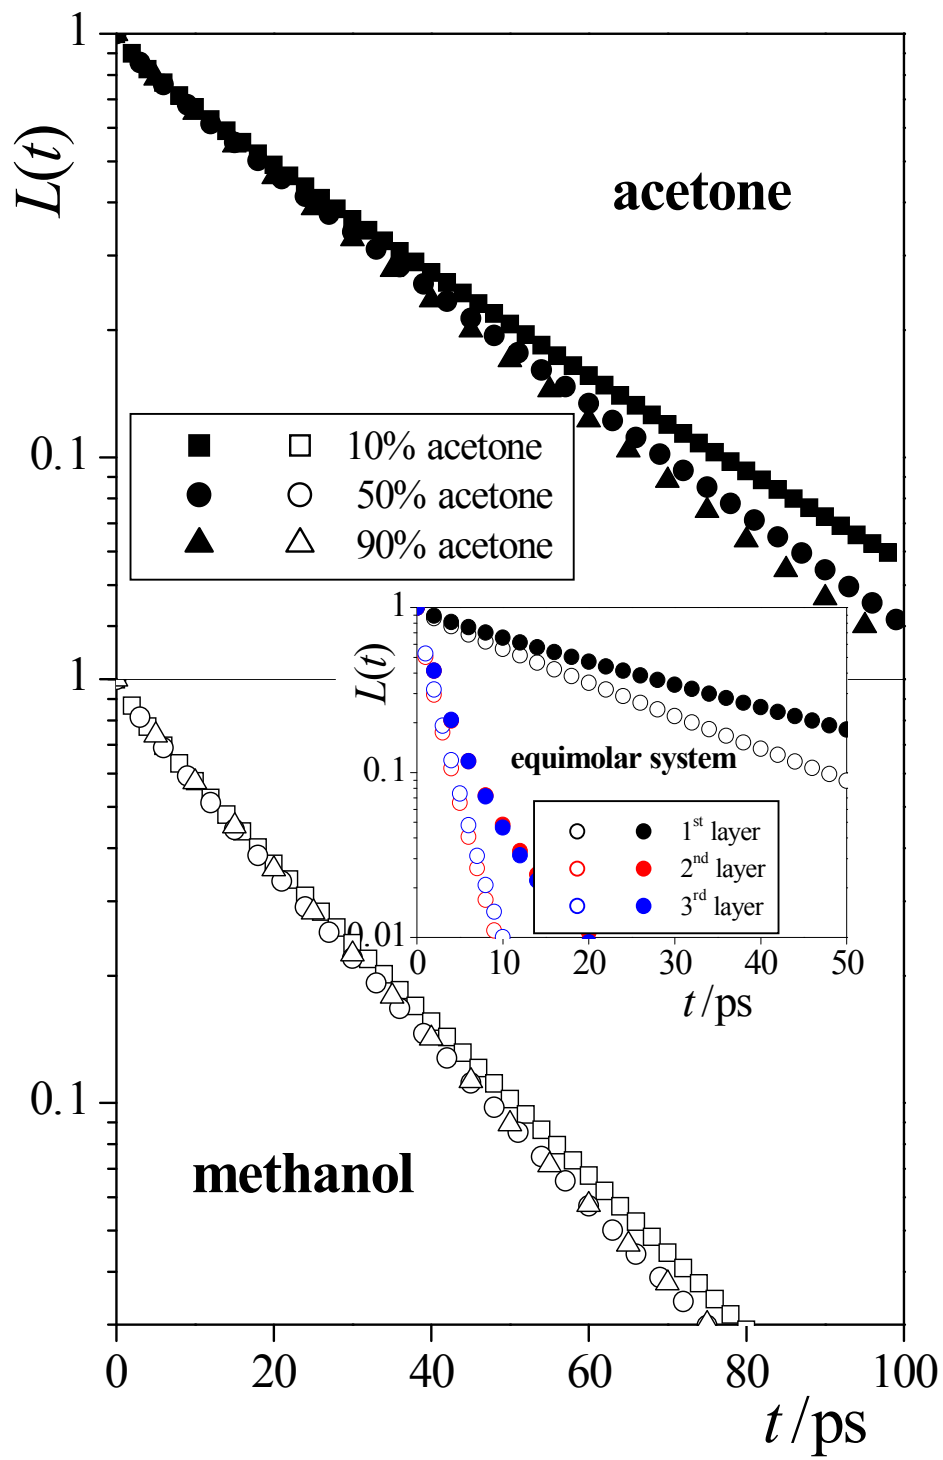 1
L(t)
acetone
10% acetone
0.1
50% acetone
90% acetone
1
L(t)
1
equimolar system
0.1
1st layer
2nd layer
3rd layer
0.01
0 10 20 30 40 50
t /ps
0.1
methanol
0 20 40 60 80 100
t /ps